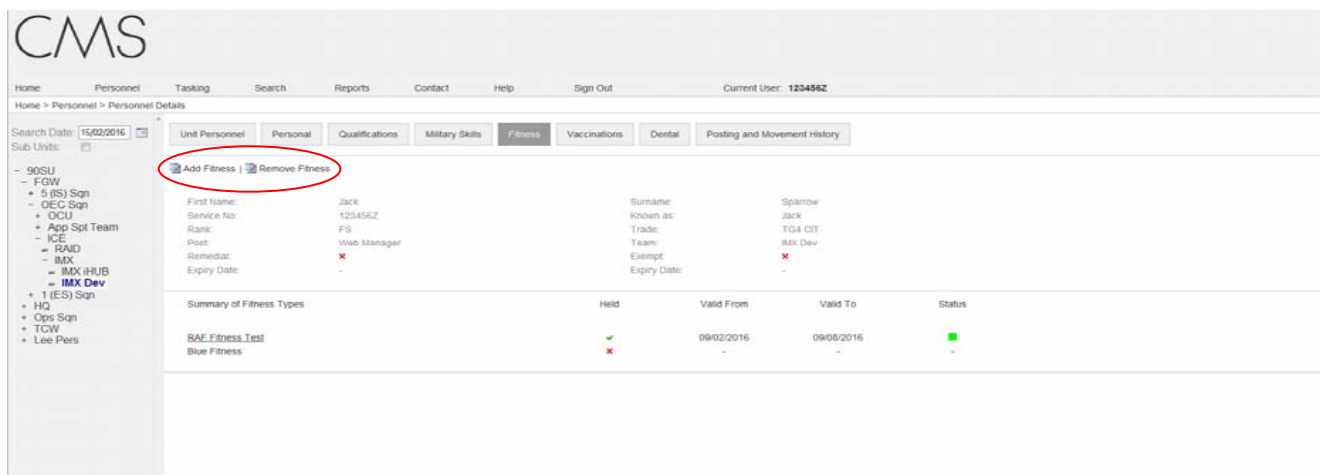 CMS
Home Personnel Tasking Search Reports Contact Help Sign Out Current User: 123456Z
Home > Personnel > Personnel Details
Search Date: 15/02/2016
Sub Units:
Unit Personnel Personal Qualifications Military Skills Fitness Vaccinations Dental Posting and Movement History
Add Fitness | Remove Fitness
- 90SU
- FGW
+ 5 (IS) Sqn
- OEC Sqn
+ OCU
+ App Spt Team
- ICE
RAID
- IMX
IMX iHUB
IMX Dev
+ 1 (ES) Sqn
+ HQ
+ Ops Sqn
+ TCW
+ Lee Pers
First Name: Jack Surname: Sparrow
Service No: 123456Z Known as: Jack
Rank: FS Trade: TG4 CIT
Post: Web Manager Team: IMX Dev
Remedial: Exempt:
Expiry Date: - Expiry Date: -
Summary of Fitness Types Held Valid From Valid To Status
RAF Fitness Test 09/02/2016 09/08/2016
Blue Fitness - - -